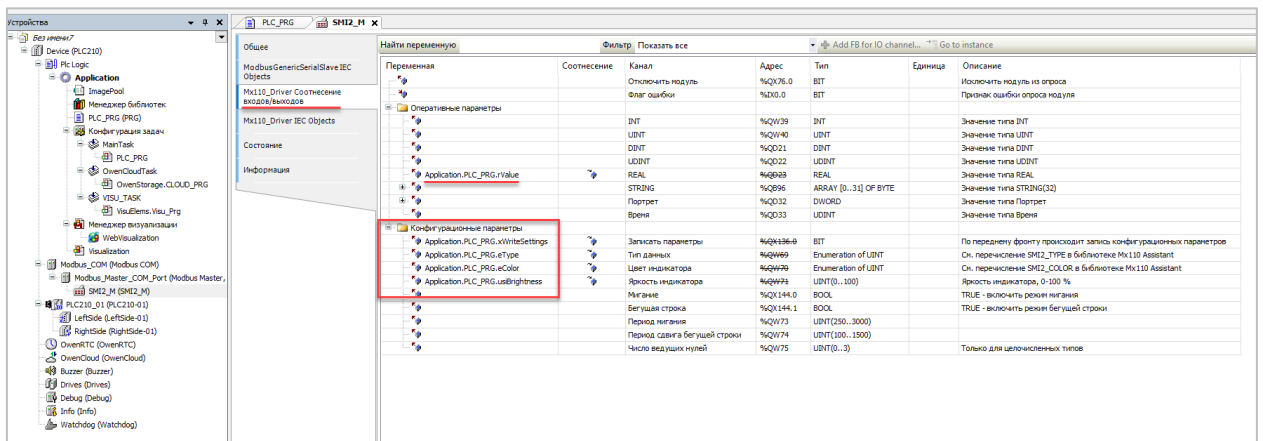 Устройства
Без имени7
Device (PLC210)
Plc Logic
Application
ImagePool
Менеджер библиотек
PLC_PRG (PRG)
Конфигурация задач
MainTask
PLC_PRG
OwenCloudTask
OwenStorage.CLOUD_PRG
VISU_TASK
VisuElems.Visu_Prg
Менеджер визуализации
WebVisualization
Visualization
Modbus_COM (Modbus COM)
Modbus_Master_COM_Port (Modbus Master,
SMI2_M (SMI2_M)
PLC210_01 (PLC210-01)
LeftSide (LeftSide-01)
RightSide (RightSide-01)
OwenRTC (OwenRTC)
OwenCloud (OwenCloud)
Buzzer (Buzzer)
Drives (Drives)
Debug (Debug)
Info (Info)
Watchdog (Watchdog)
PLC_PRG SMI2_M
Общее
ModbusGenericSerialSlave IEC
Objects
Mx110_Driver Соотнесение
входов/выходов
Mx110_Driver IEC Objects
Состояние
Информация
Найти переменную Фильтр Показать все Add FB for IO channel... Go to instance
Переменная Соотнесение Канал Адрес Тип Единица Описание
Отключить модуль %QX76.0 BIT Исключить модуль из опроса
Флаг ошибки %IX0.0 BIT Признак ошибки опроса модуля
Оперативные параметры
INT %QW39 INT Значение типа INT
UINT %QW40 UINT Значение типа UINT
DINT %QD21 DINT Значение типа DINT
UDINT %QD22 UDINT Значение типа UDINT
Application.PLC_PRG.rValue REAL %QD23 REAL Значение типа REAL
STRING %QB96 ARRAY [0..31] OF BYTE Значение типа STRING(32)
Портрет %QD32 DWORD Значение типа Портрет
Время %QD33 UDINT Значение типа Время
Конфигурационные параметры
Application.PLC_PRG.xWriteSettings Записать параметры %QX136.0 BIT По переднему фронту происходит запись конфигурационных параметров
Application.PLC_PRG.eType Тип данных %QW69 Enumeration of UINT См. перечисление SMI2_TYPE в библиотеке Mx110 Assistant
Application.PLC_PRG.eColor Цвет индикатора %QW70 Enumeration of UINT См. перечисление SMI2_COLOR в библиотеке Mx110 Assistant
Application.PLC_PRG.usiBrightness Яркость индикатора %QW71 UINT(0..100) Яркость индикатора, 0-100 %
Мигание %QX144.0 BOOL TRUE - включить режим мигания
Бегущая строка %QX144.1 BOOL TRUE - включить режим бегущей строки
Период мигания %QW73 UINT(250..3000)
Период сдвига бегущей строки %QW74 UINT(100..1500)
Число ведущих нулей %QW75 UINT(0..3) Только для целочисленных типов